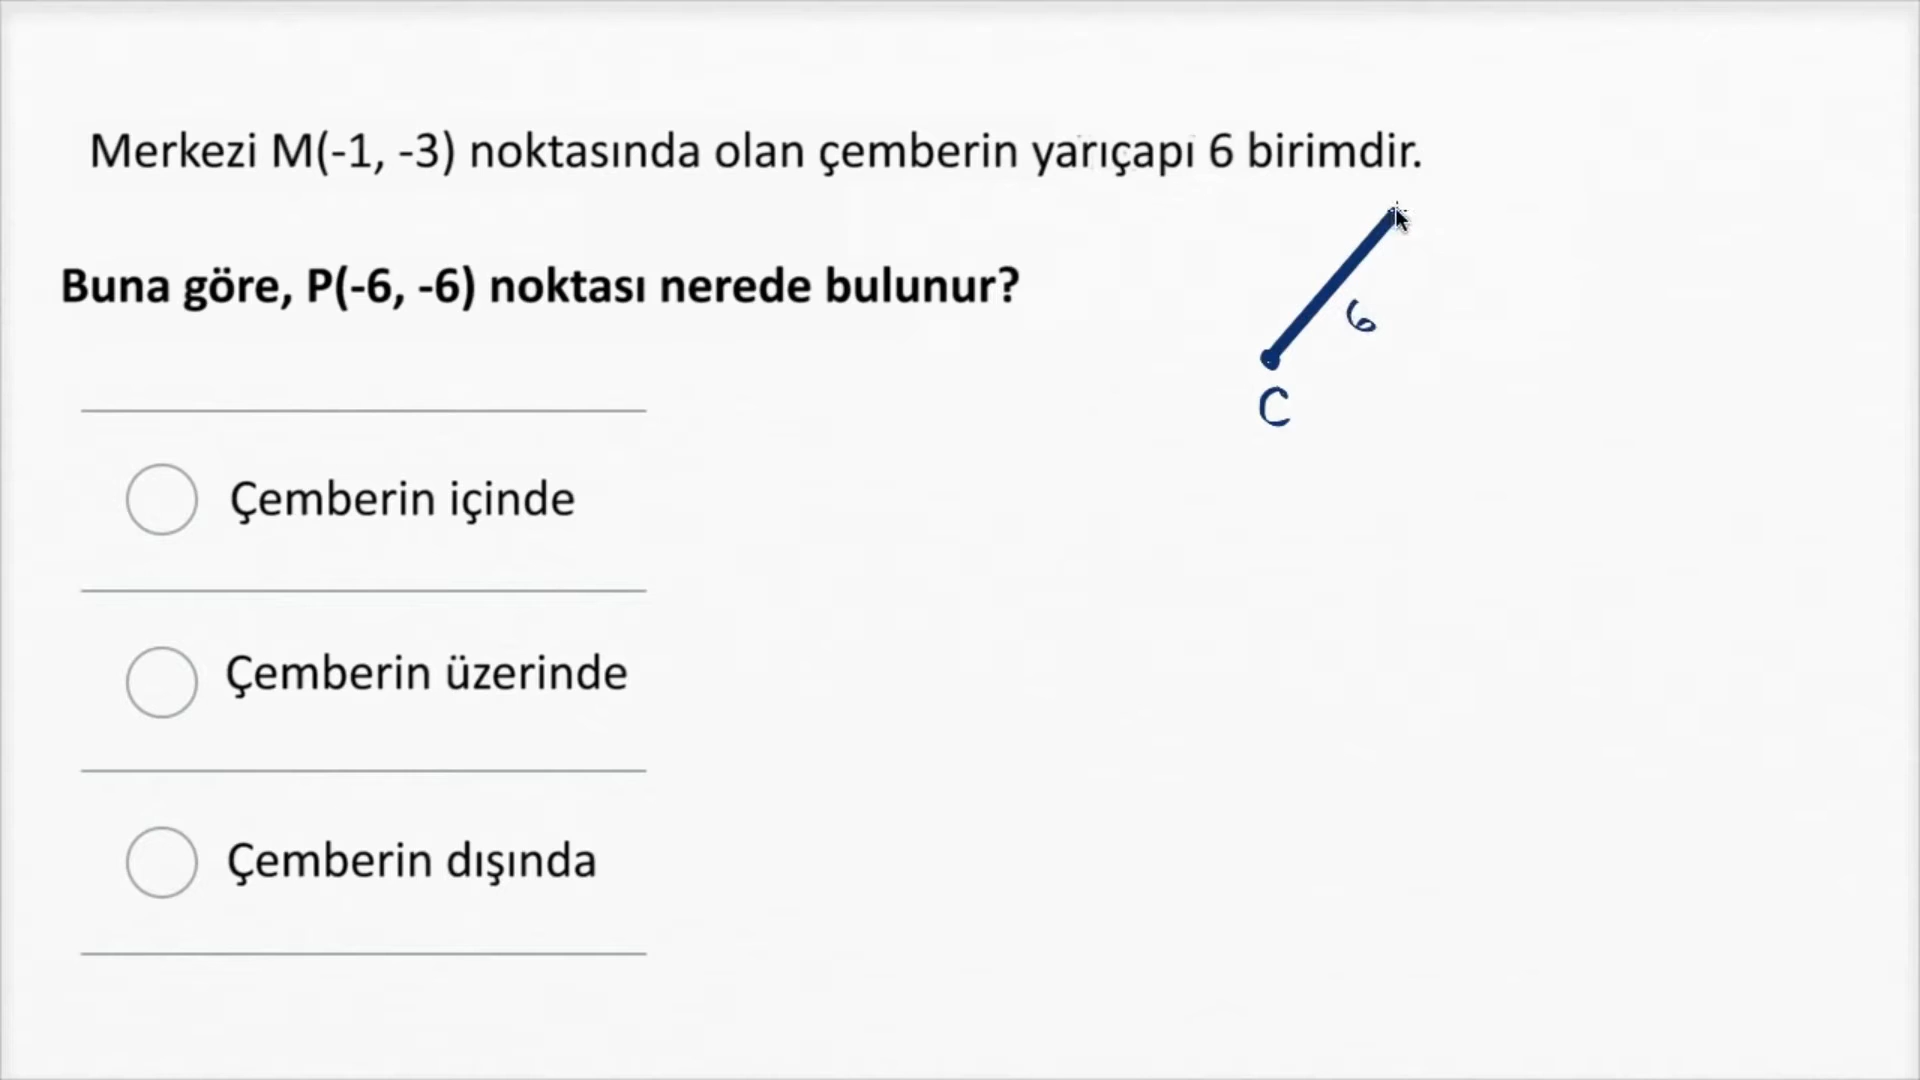 Merkezi M(-1, -3) noktasında olan çemberin yarıçapı 6 birimdir.
Buna göre, P(-6, -6) noktası nerede bulunur?
6
C
Çemberin içinde
Çemberin üzerinde
Çemberin dışında